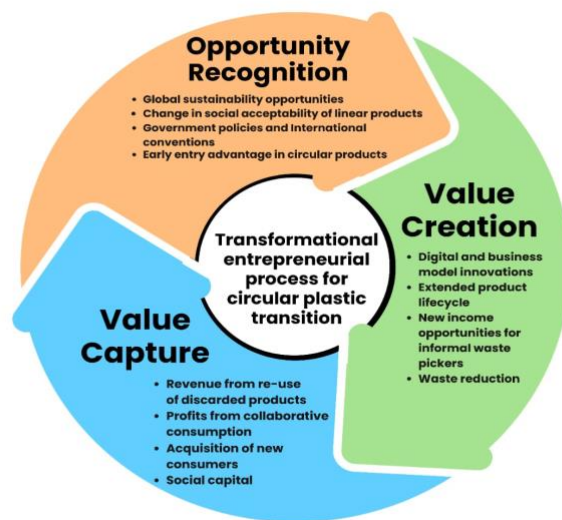 Opportunity
Recognition
• Global sustainability opportunities
• Change in social acceptability of linear products
• Government policies and International
conventions
• Early entry advantage in circular products
Value
Creation
• Digital and business
model innovations
• Extended product
lifecycle
• New income
opportunities for
informal waste
pickers
• Waste reduction
Transformational
entrepreneurial
process for
circular plastic
transition
Value
Capture
• Revenue from re-use
of discarded products
• Profits from collaborative
consumption
• Acquisition of new
consumers
• Social capital